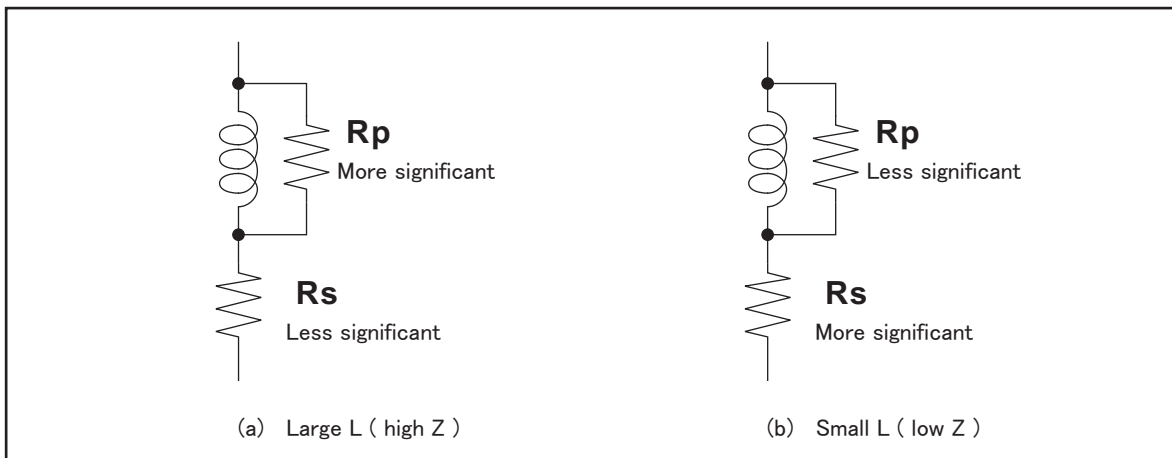 Rp
More significant
Rs
Less significant
(a) Large L ( high Z )
Rp
Less significant
Rs
More significant
(b) Small L ( low Z )